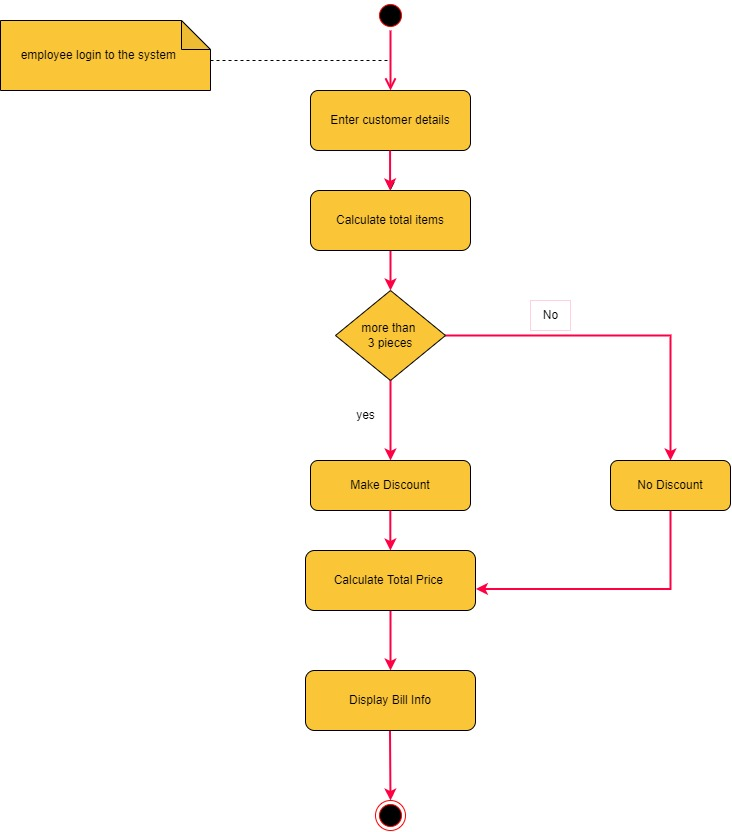 employee login to the system
Enter customer details
Calculate total items
more than
3 pieces
No
yes
Make Discount
No Discount
Calculate Total Price
Display Bill Info